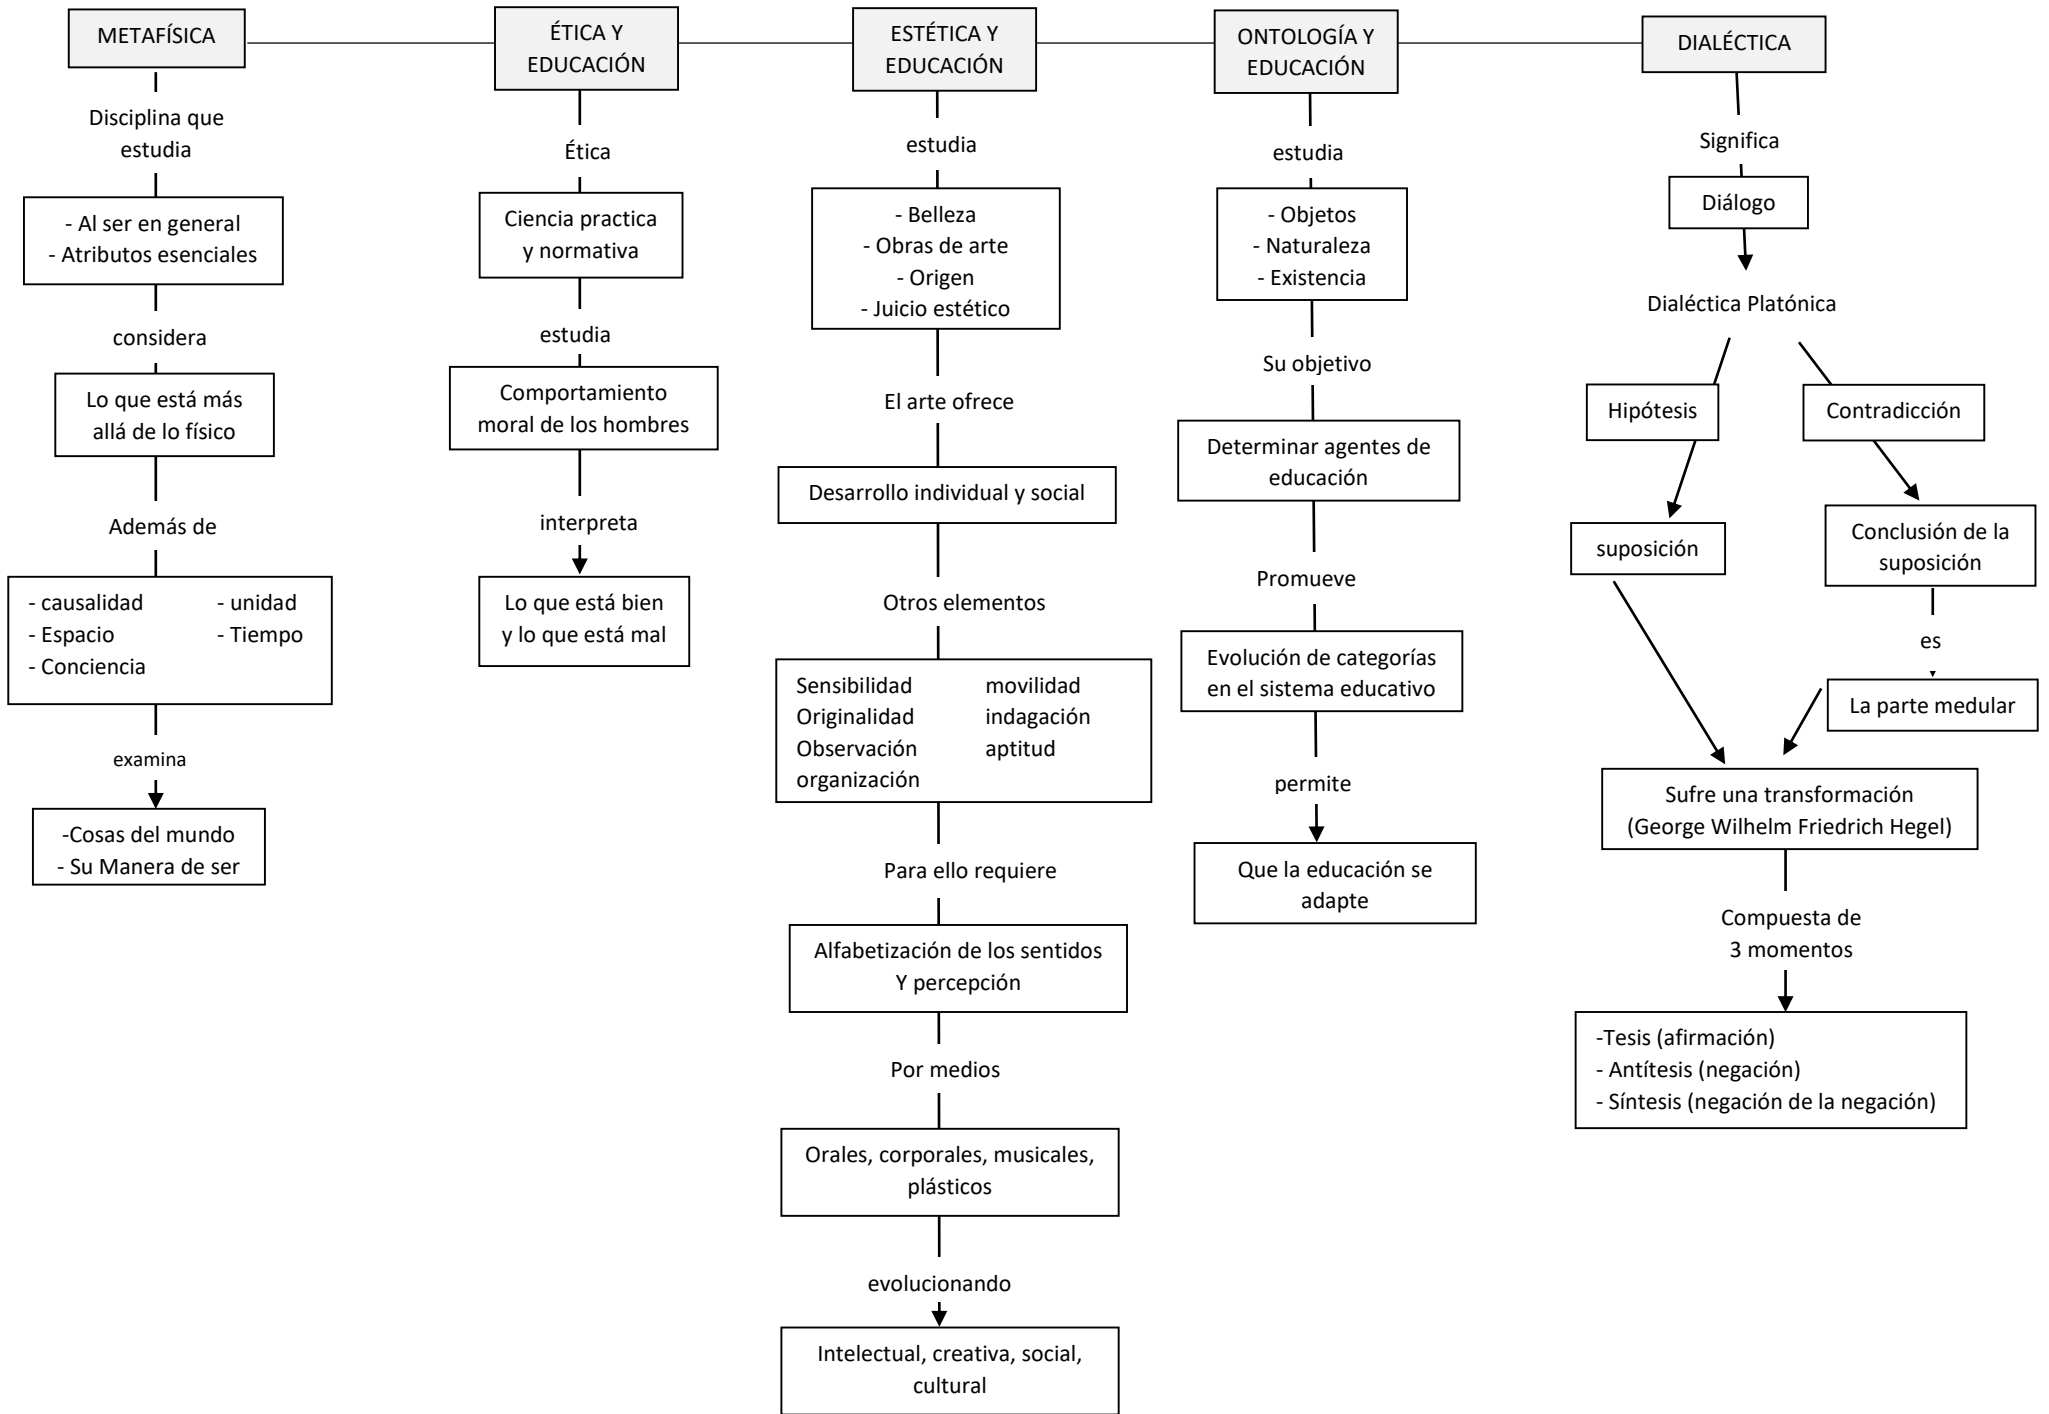 METAFÍSICA
Disciplina que
estudia
- Al ser en general
- Atributos esenciales
considera
Lo que está más
allá de lo físico
Además de
- causalidad
- Espacio
- Conciencia
- unidad
- Tiempo
examina
-Cosas del mundo
- Su Manera de ser
ÉTICA Y
EDUCACIÓN
Ética
Ciencia practica
y normativa
estudia
Comportamiento
moral de los hombres
interpreta
Lo que está bien
y lo que está mal
ESTÉTICA Y
EDUCACIÓN
estudia
- Belleza
- Obras de arte
- Origen
- Juicio estético
El arte ofrece
Desarrollo individual y social
Otros elementos
Sensibilidad
Originalidad
Observación
organización
movilidad
indagación
aptitud
Para ello requiere
Alfabetización de los sentidos
Y percepción
Por medios
Orales, corporales, musicales,
plásticos
evolucionando
Intelectual, creativa, social,
cultural
ONTOLOGÍA Y
EDUCACIÓN
estudia
- Objetos
- Naturaleza
- Existencia
Su objetivo
Determinar agentes de
educación
Promueve
Evolución de categorías
en el sistema educativo
permite
Que la educación se
adapte
DIALÉCTICA
Significa
Diálogo
Dialéctica Platónica
Hipótesis
suposición
Contradicción
Conclusión de la
suposición
es
La parte medular
Sufre una transformación
(George Wilhelm Friedrich Hegel)
Compuesta de
3 momentos
-Tesis (afirmación)
- Antítesis (negación)
- Síntesis (negación de la negación)